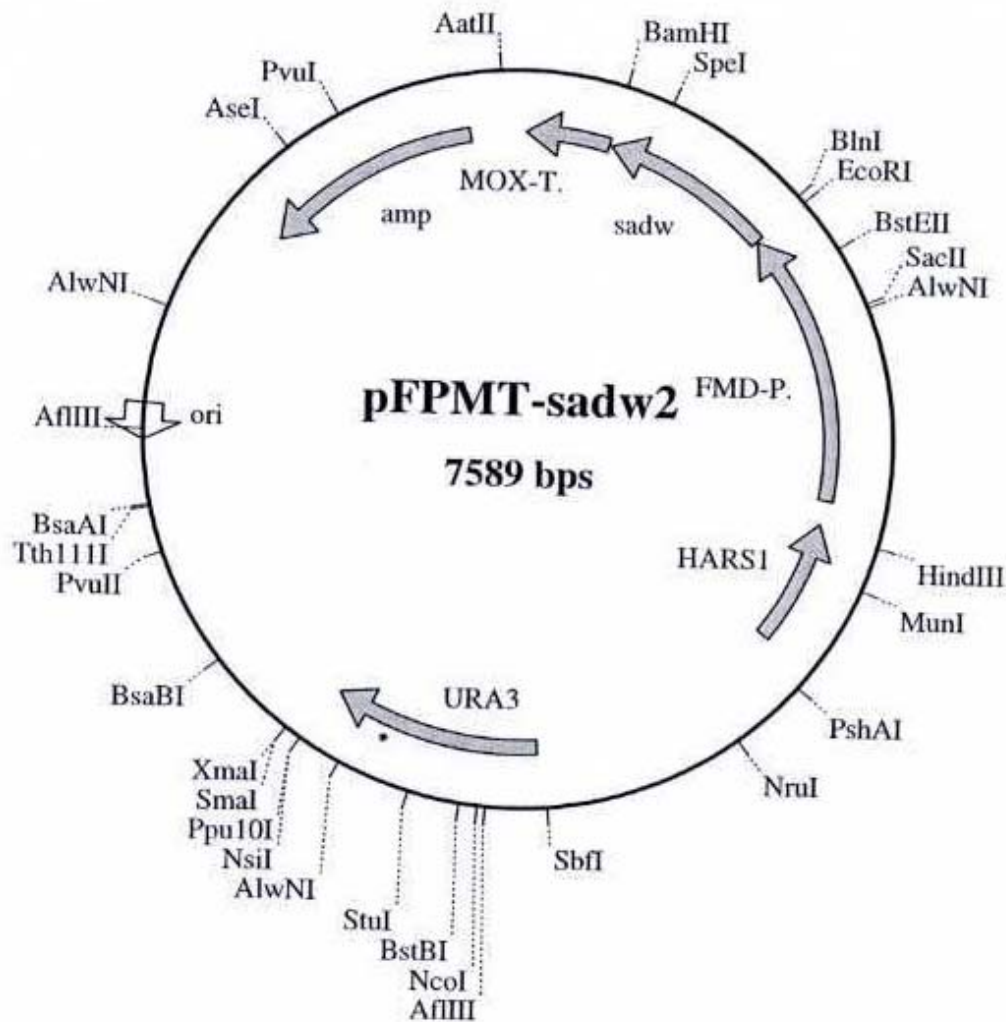 AatII
BamHI
SpeI
PvuI
AseI
BlnI
EcoRI
MOX-T.
amp
sadw
BstEII
SacII
AlwNI
AlwNI
pFPMT-sadw2
FMD-P.
AflIII
ori
7589 bps
BsaAI
Tth111I
PvuII
HARS1
HindIII
MunI
BsaBI
URA3
PshAI
NruI
XmaI
SmaI
Ppu10I
NsiI
AlwNI
SbfI
StuI
BstBI
NcoI
AflIII